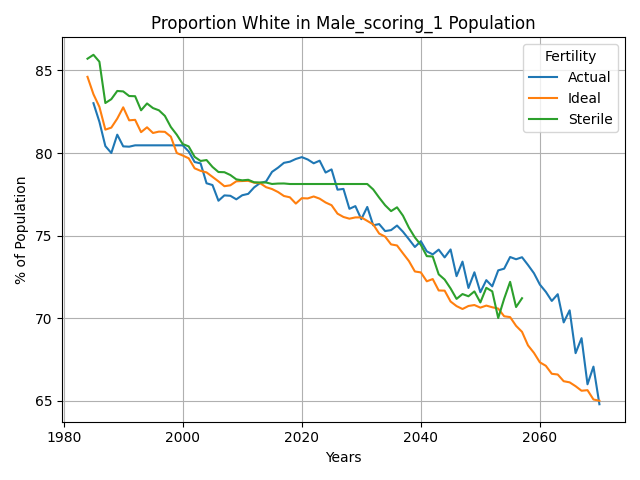 Proportion White in Male_scoring_1 Population
Fertility
Actual
Ideal
Sterile
% of Population
85
80
75
70
65
1980
2000
2020
2040
2060
Years